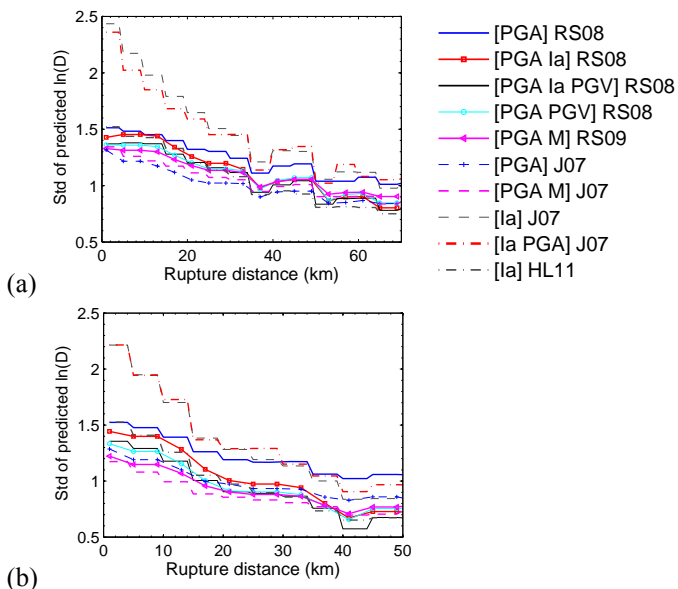 (a)
Std of predicted ln(D)
2.5
2
1.5
1
0.5
0 10 20 30 40 50 60
Rupture distance (km)
[PGA] RS08
[PGA Ia] RS08
[PGA Ia PGV] RS08
[PGA PGV] RS08
[PGA M] RS09
[PGA] J07
[PGA M] J07
[Ia] J07
[Ia PGA] J07
[Ia] HL11
(b)
Std of predicted ln(D)
2.5
2
1.5
1
0.5
0 10 20 30 40 50
Rupture distance (km)